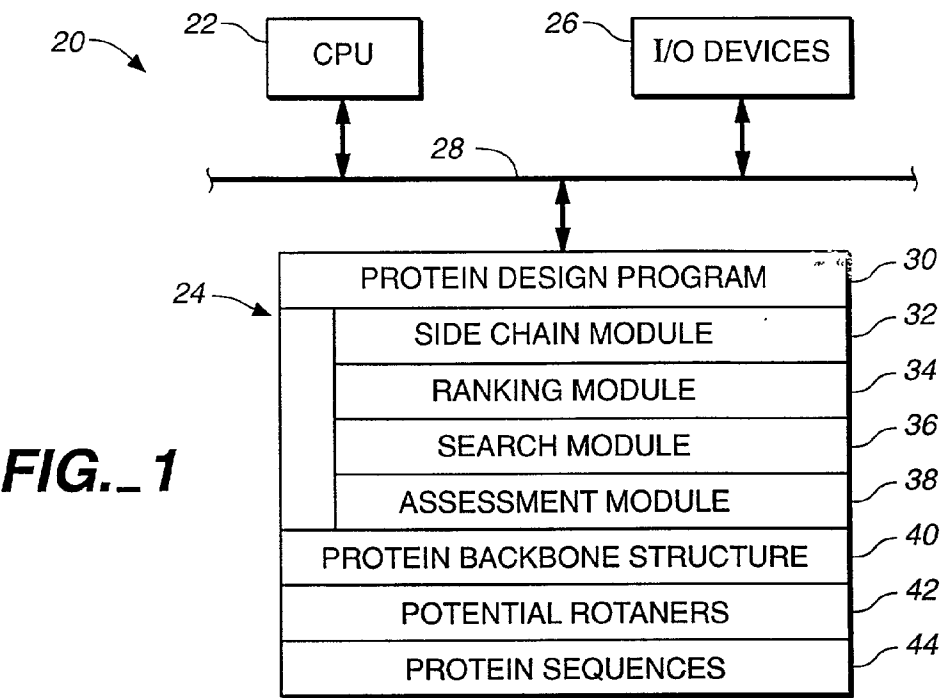 20
22
CPU
26
I/O DEVICES
28
24
PROTEIN DESIGN PROGRAM
30
SIDE CHAIN MODULE
32
RANKING MODULE
34
SEARCH MODULE
36
ASSESSMENT MODULE
38
PROTEIN BACKBONE STRUCTURE
40
POTENTIAL ROTANERS
42
PROTEIN SEQUENCES
44
FIG._1